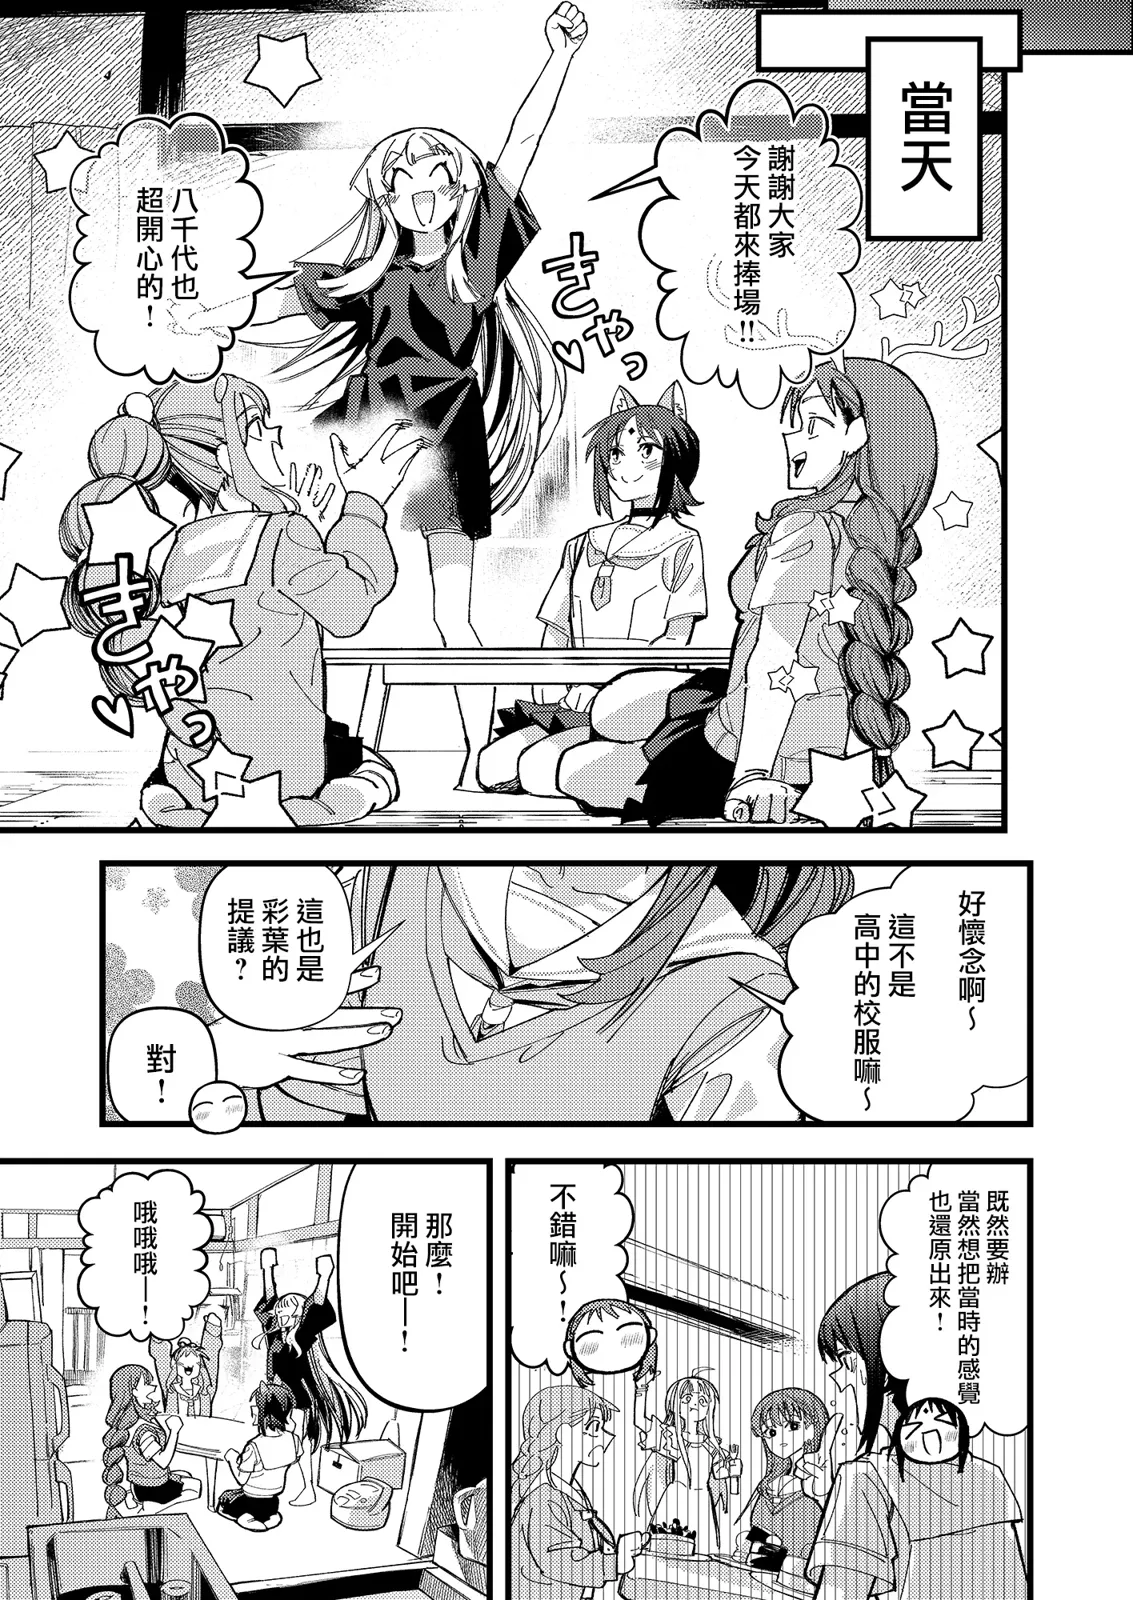 當天
謝謝大家
今天都來捧場!!
八千代也
超開心的!
きゃっ♡
きゃっ♡
好懷念啊~
這不是
高中的校服嘛~
這也是
彩葉的
提議?
對!
既然要辦
當然想把當時的感覺
也還原出來!
不錯嘛~!
那麼!
開始吧—!
哦哦哦—!